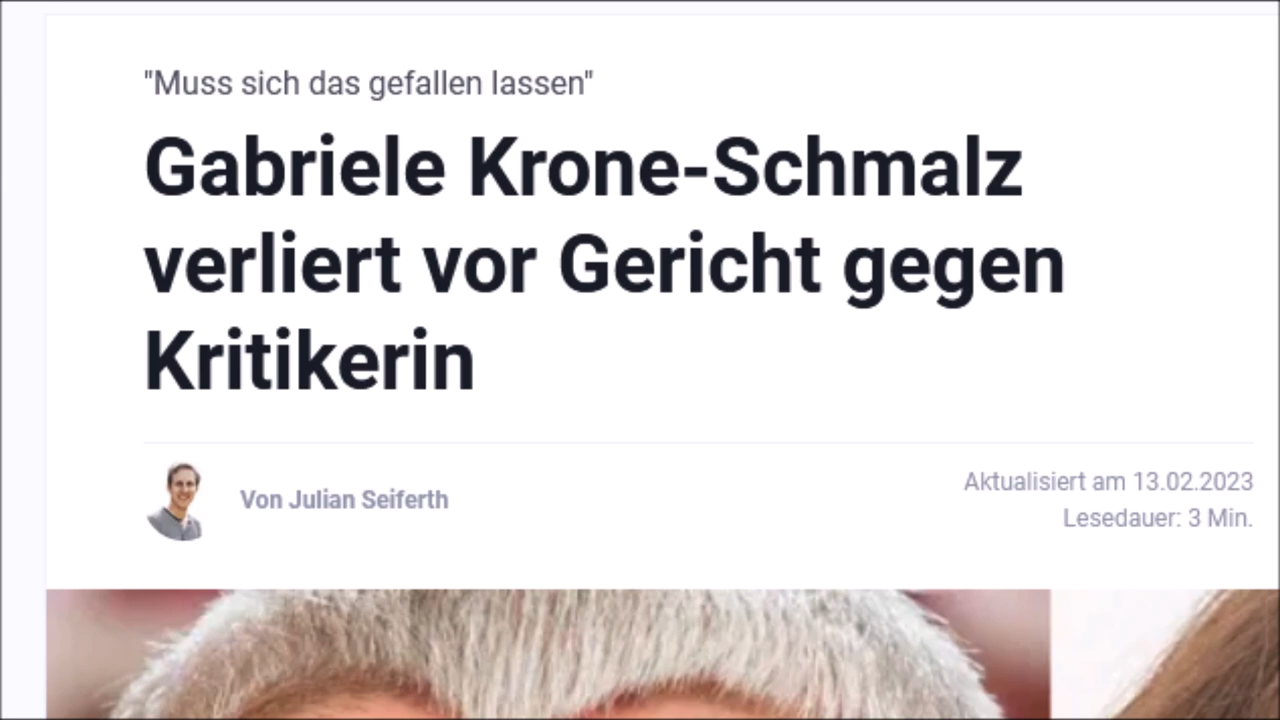 "Muss sich das gefallen lassen"
Gabriele Krone-Schmalz
verliert vor Gericht gegen
Kritikerin
Von Julian Seiferth
Aktualisiert am 13.02.2023
Lesedauer: 3 Min.